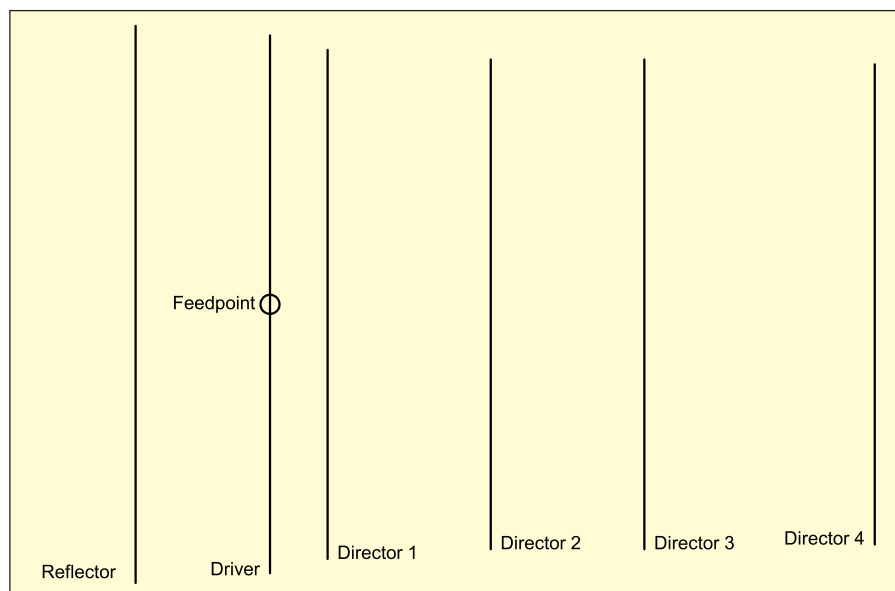 Feedpoint
Reflector
Driver
Director 1
Director 2
Director 3
Director 4